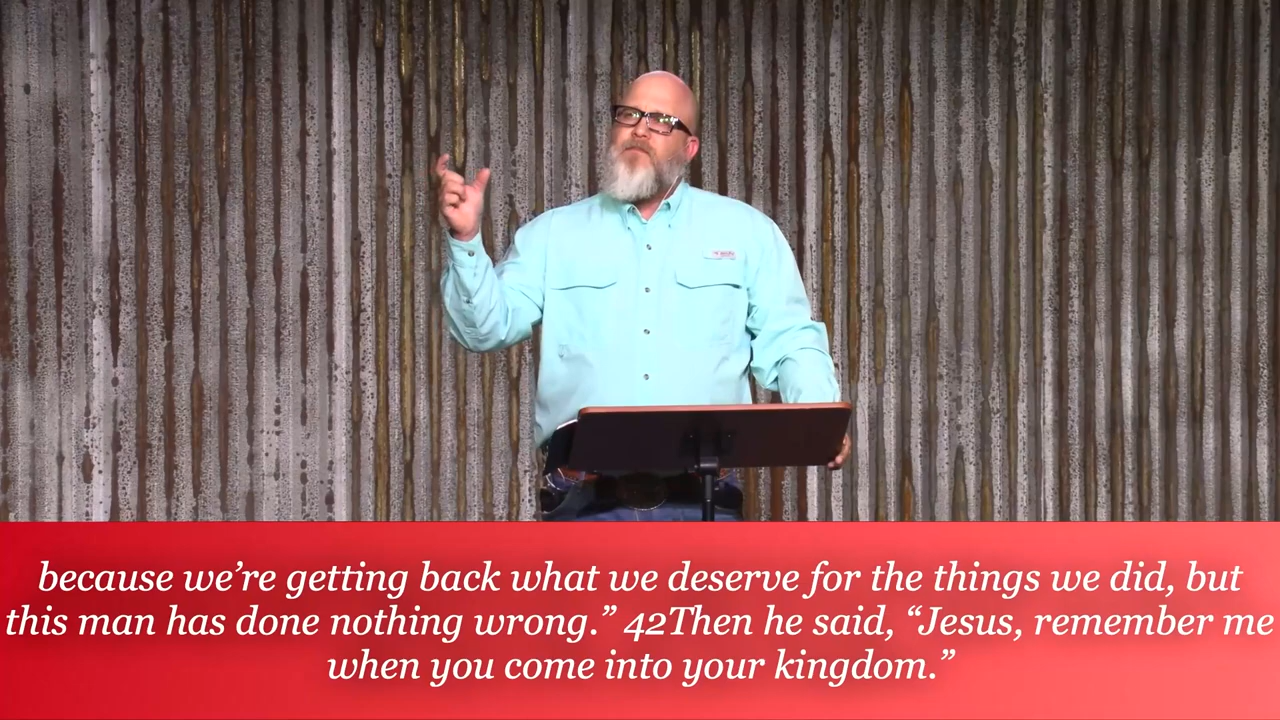 because we’re getting back what we deserve for the things we did, but
this man has done nothing wrong.” 42Then he said, “Jesus, remember me
when you come into your kingdom.”